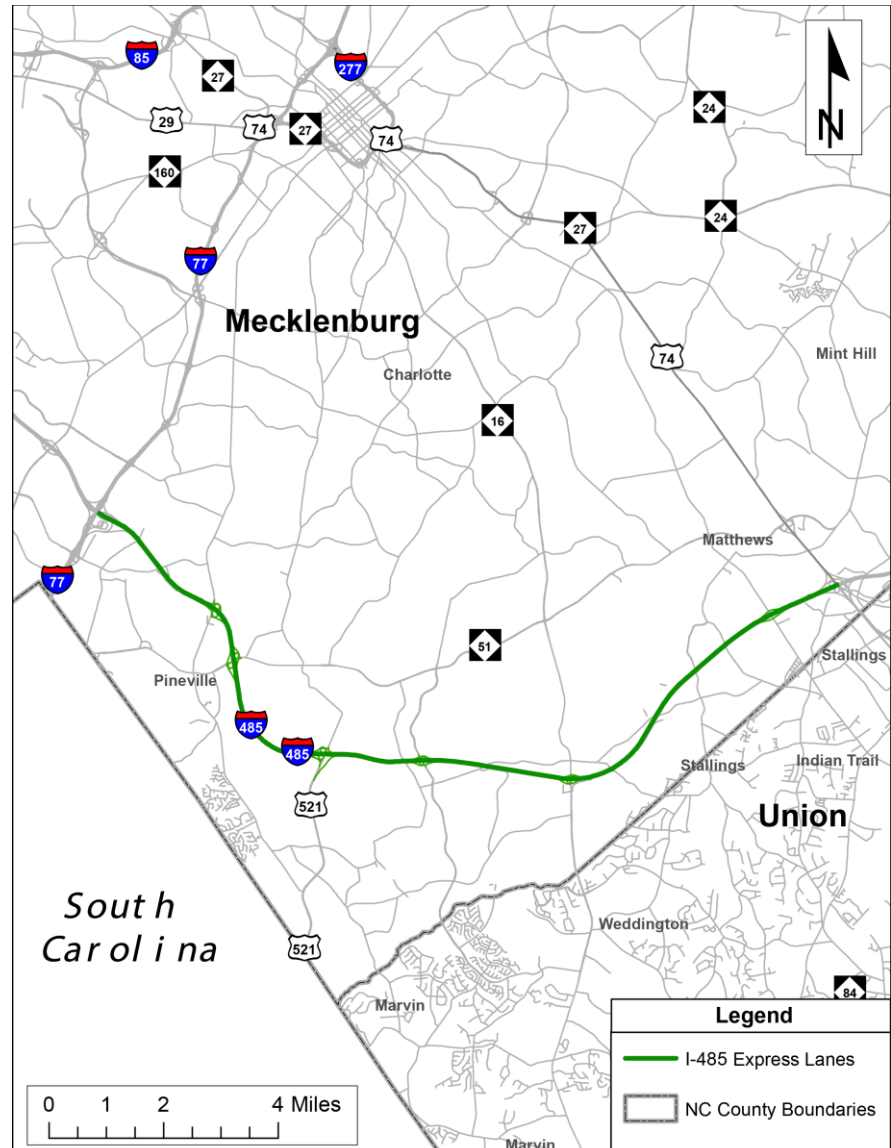 85
277
27
N
24
29
74
27
74
160
24
27
77
Mecklenburg
74
Mint Hill
Charlotte
16
Matthews
77
51
Stallings
Pineville
485
485
Stallings
Indian Trail
521
Union
South
Carolina
Weddington
521
84
Marvin
Legend
I-485 Express Lanes
0 1 2 4 Miles
NC County Boundaries
Marvin